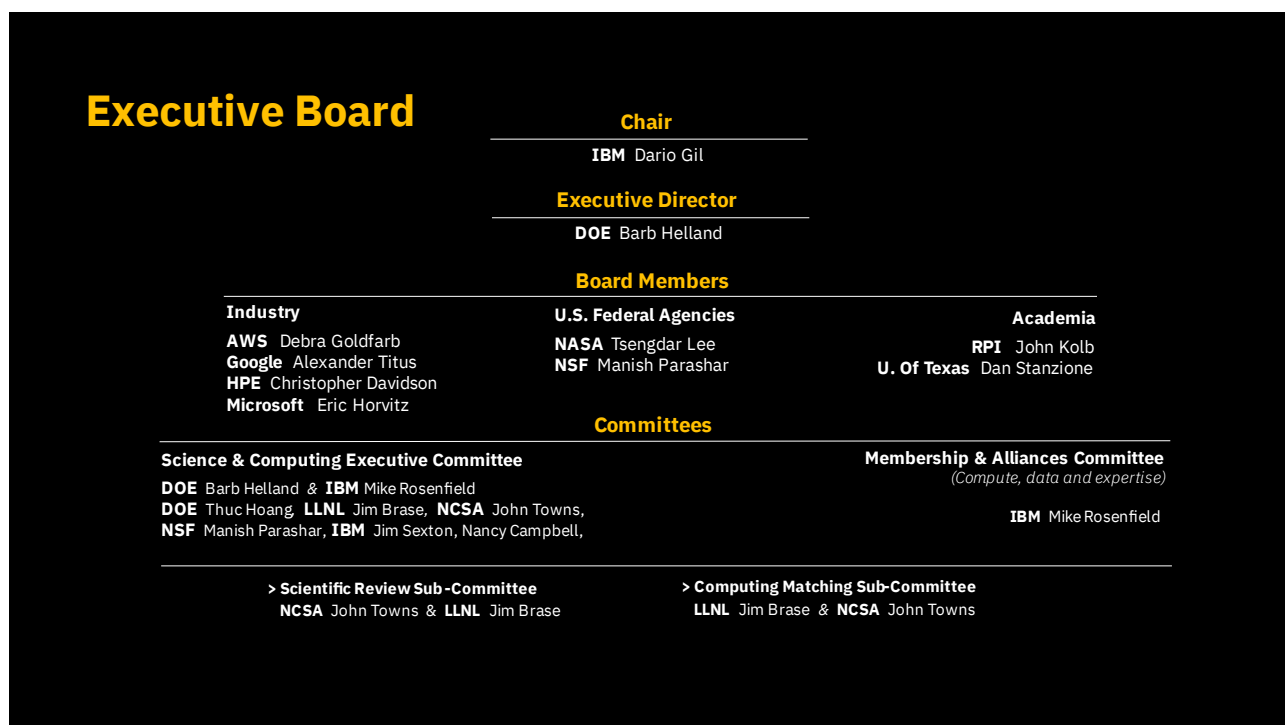 Executive Board
Chair
IBM Dario Gil
Executive Director
DOE Barb Helland
Board Members
Industry
AWS Debra Goldfarb
Google Alexander Titus
HPE Christopher Davidson
Microsoft Eric Horvitz
U.S. Federal Agencies
NASA Tsengdar Lee
NSF Manish Parashar
Academia
RPI John Kolb
U. Of Texas Dan Stanzione
Committees
Science & Computing Executive Committee
DOE Barb Helland & IBM Mike Rosenfield
DOE Thuc Hoang, LLNL Jim Brase, NCSA John Towns,
NSF Manish Parashar, IBM Jim Sexton, Nancy Campbell,
Membership & Alliances Committee
(Compute, data and expertise)
IBM Mike Rosenfield
> Scientific Review Sub-Committee
NCSA John Towns & LLNL Jim Brase
> Computing Matching Sub-Committee
LLNL Jim Brase & NCSA John Towns